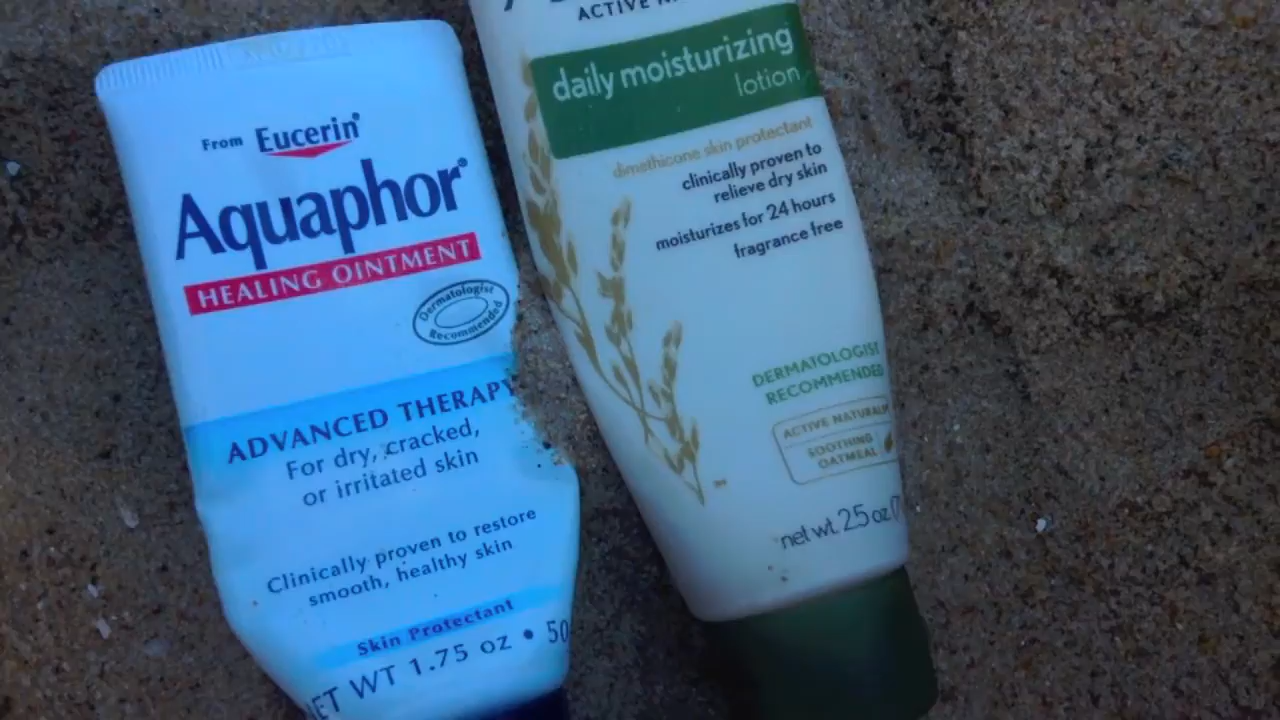 From Eucerin
Aquaphor®
HEALING OINTMENT
Dermatologist
Recommended
ADVANCED THERAPY
For dry, cracked,
or irritated skin
Clinically proven to restore
smooth, healthy skin
Skin Protectant
ET WT 1.75 oz • 50
ACTIVE
daily moisturizing
lotion
dimethicone skin protectant
clinically proven to
relieve dry skin
moisturizes for 24 hours
fragrance free
DERMATOLOGIST
RECOMMENDED
ACTIVE NATURALS
SOOTHING
OATMEAL
net wt. 2.5 oz